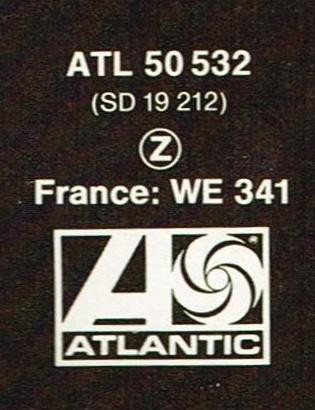 ATL 50 532
(SD 19 212)
Z
France: WE 341
A
®
ATLANTIC